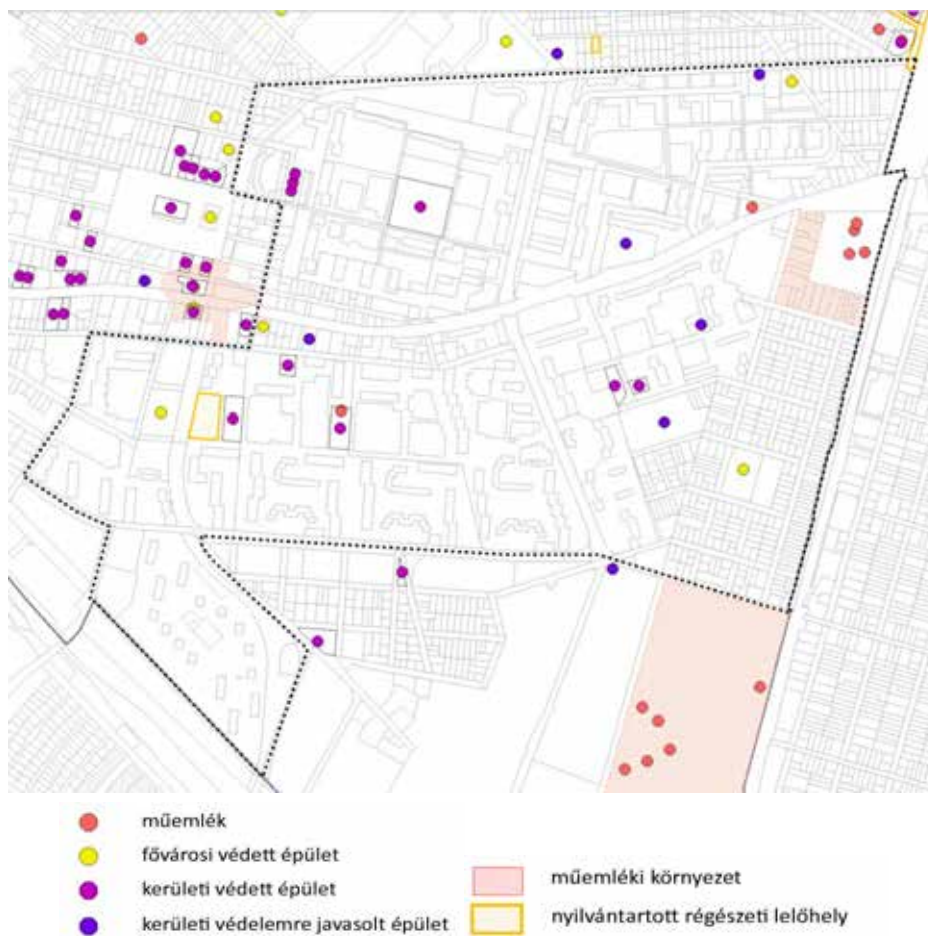 műemlék
fővárosi védett épület
kerületi védett épület
kerületi védelemre javasolt épület
műemléki környezet
nyilvántartott régészeti lelőhely